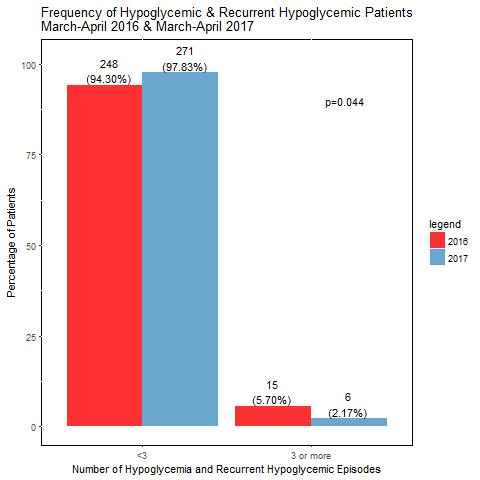 Frequency of Hypoglycemic & Recurrent Hypoglycemic Patients
March-April 2016 & March-April 2017
248
(94.30%)
271
(97.83%)
p=0.044
15
(5.70%)
6
(2.17%)
100
75
50
25
0
Percentage of Patients
<3
3 or more
Number of Hypoglycemia and Recurrent Hypoglycemic Episodes
legend
2016
2017